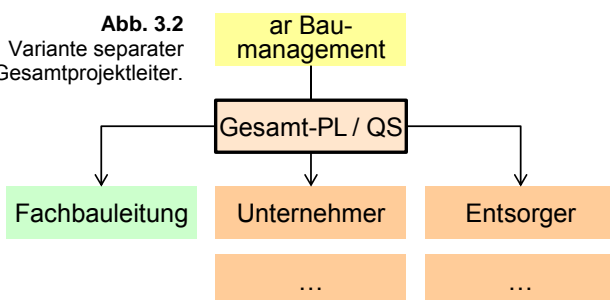 Abb. 3.2
Variante separater
Gesamtprojektleiter.
ar Bau-
management
Gesamt-PL / QS
Fachbauleitung
Unternehmer
Entsorger
…
…